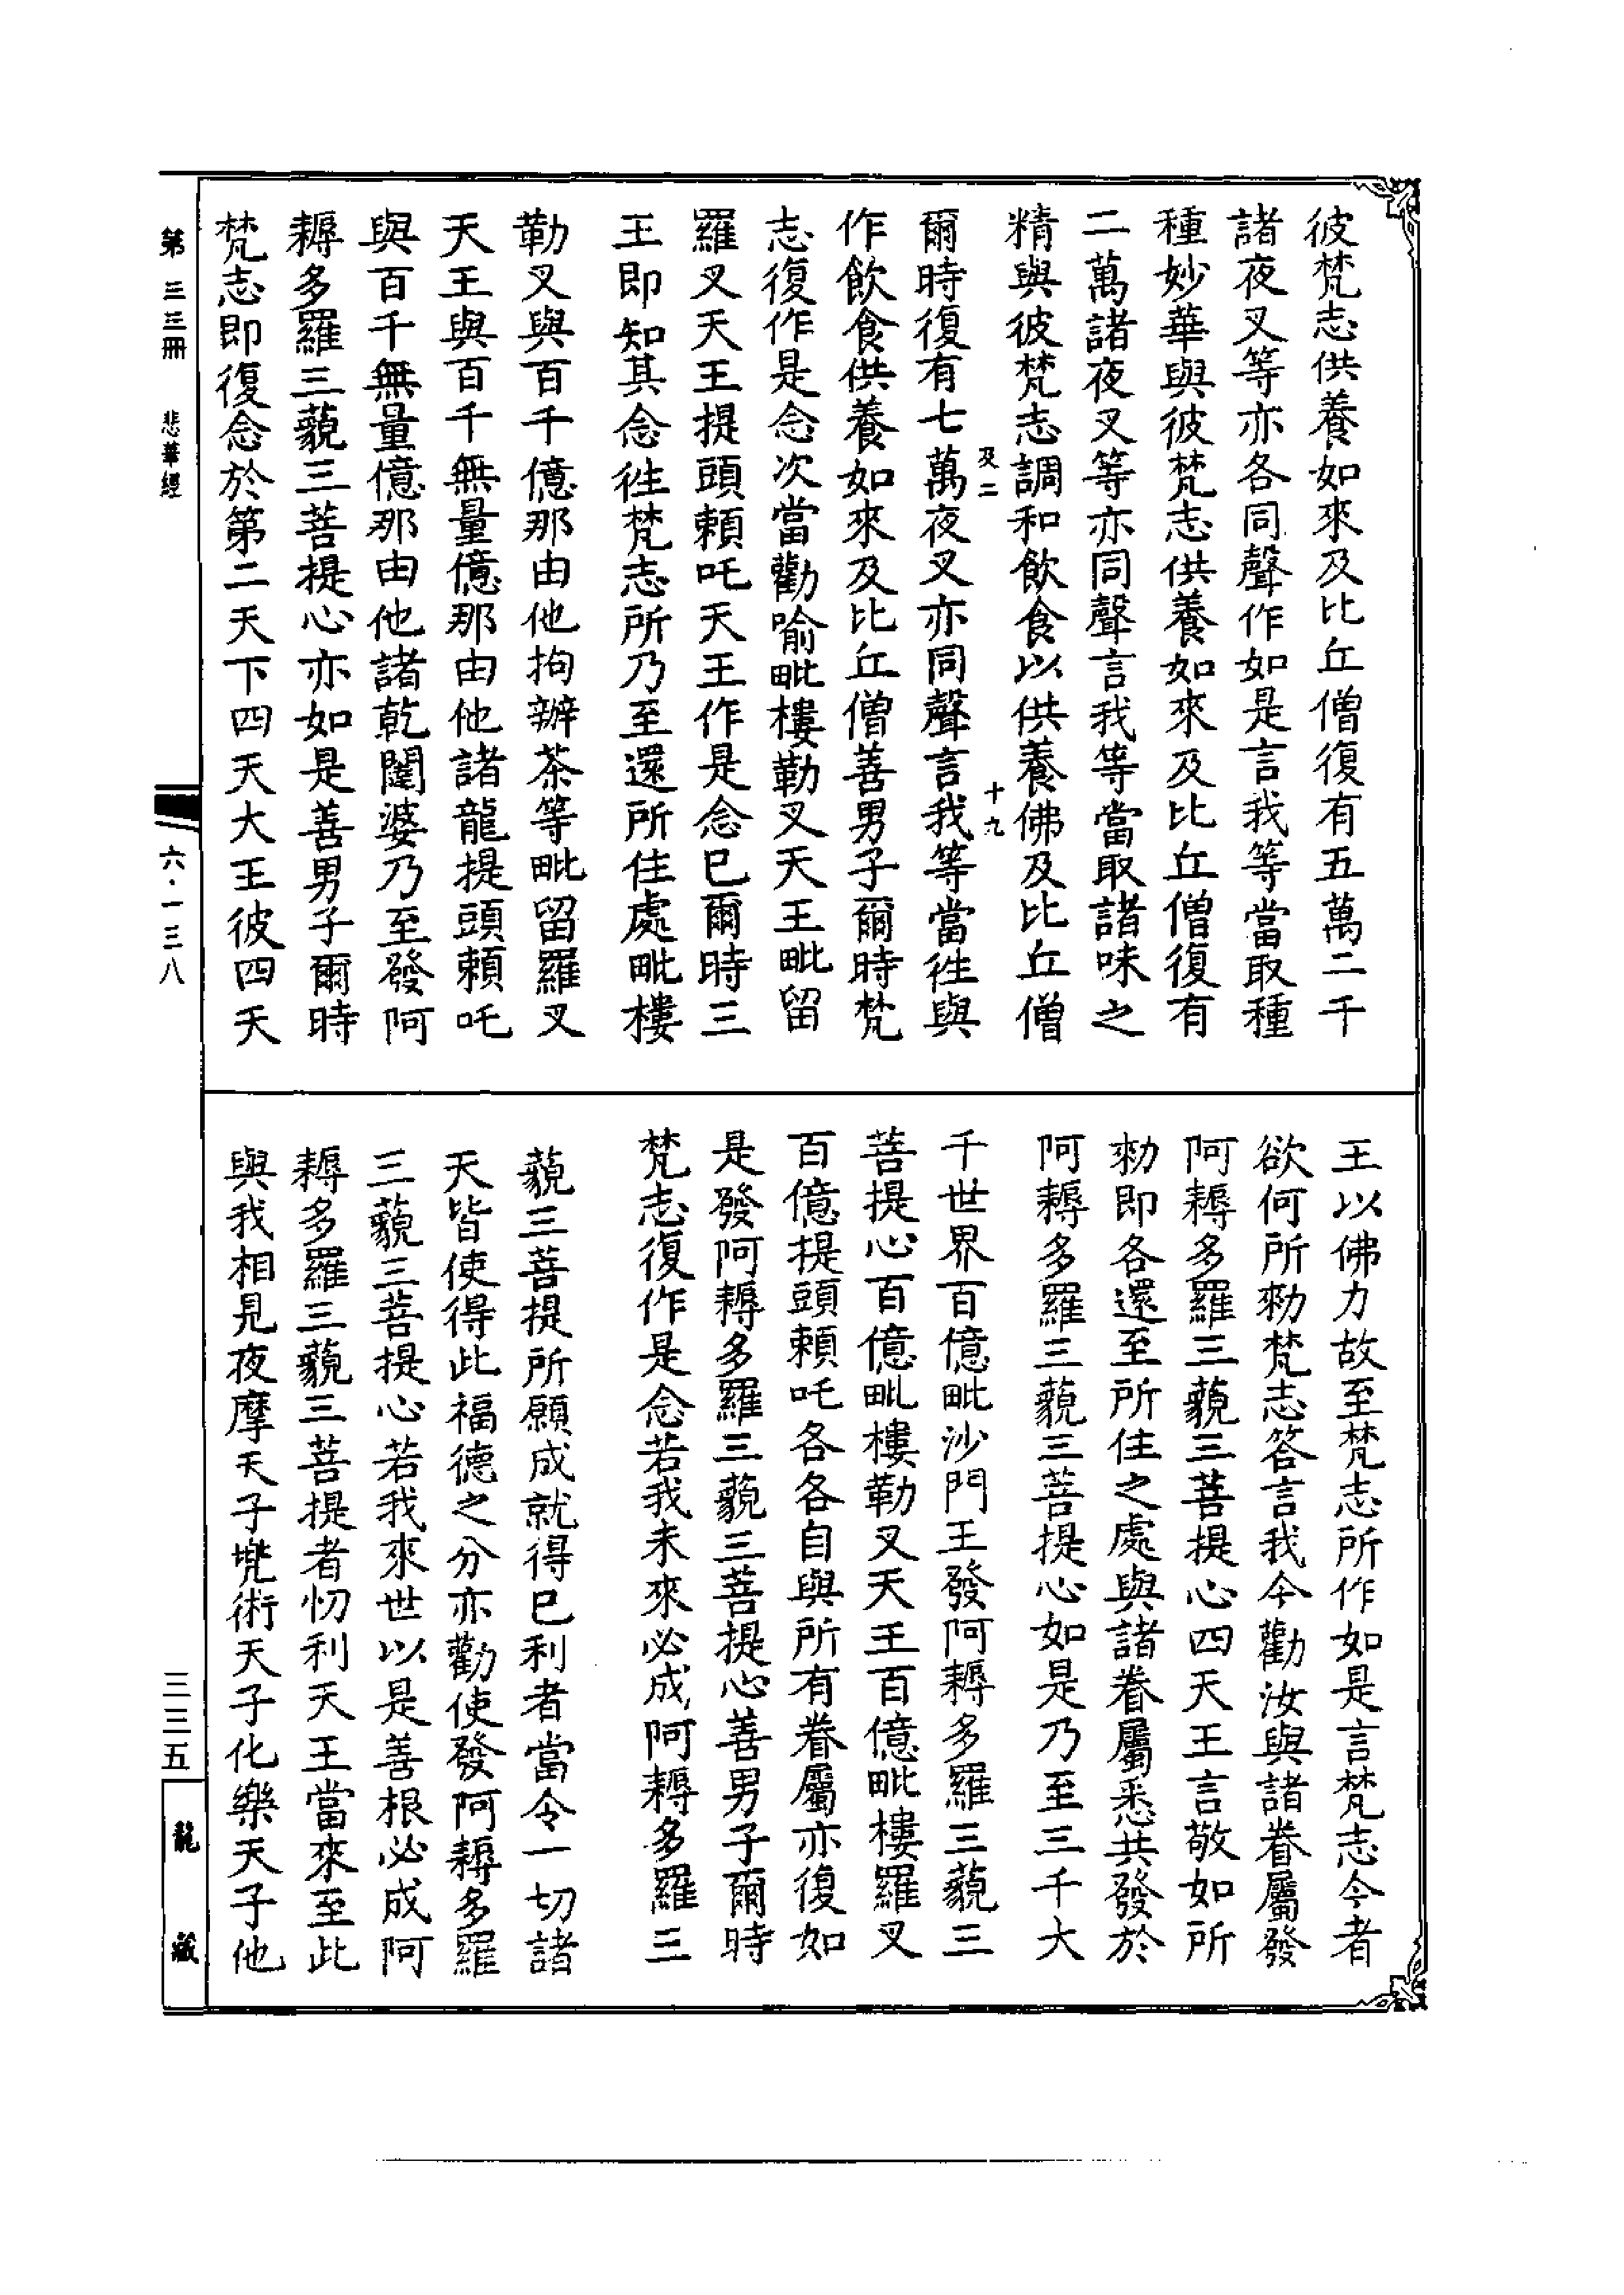 彼梵志供養如來及比丘僧復有五萬二千
諸夜叉等亦各同聲作如是言我等當取種
種妙華與彼梵志供養如來及比丘僧復有
二萬諸夜叉等亦同聲言我等當取諸味之
精與彼梵志調和飲食以供養佛及比丘僧
及二 十九
爾時復有七萬夜叉亦同聲言我等當徃與
作飲食供養如來及比丘僧善男子爾時梵
志復作是念次當勸喻毗樓勒叉天王毗留
羅叉天王提頭賴吒天王作是念已爾時三
王即知其念徃梵志所乃至還所住處毗樓
勒叉與百千億那由他拘辦茶等毗留羅叉
天王與百千無量億那由他諸龍提頭賴吒
與百千無量億那由他諸乾闥婆乃至發阿
耨多羅三藐三菩提心亦如是善男子爾時
梵志即復念於第二天下四天大王彼四天
王以佛力故至梵志所作如是言梵志今者
欲何所勑梵志答言我今勸汝與諸眷屬發
阿耨多羅三藐三菩提心四天王言敬如所
勑即各還至所住之處與諸眷屬悉共發於
阿耨多羅三藐三菩提心如是乃至三千大
千世界百億毗沙門王發阿耨多羅三藐三
菩提心百億毗樓勒叉天王百億毗樓羅叉
百億提頭賴吒各各自與所有眷屬亦復如
是發阿耨多羅三藐三菩提心善男子爾時
梵志復作是念若我未來必成阿耨多羅三
藐三菩提所願成就得已利者當令一切諸
天皆使得此福德之分亦勸使發阿耨多羅
三藐三菩提心若我來世以是善根必成阿
耨多羅三藐三菩提者忉利天王當來至此
與我相見夜摩天子兜術天子化樂天子他
第三三冊 悲華經
六·一三八
三三五
龍藏